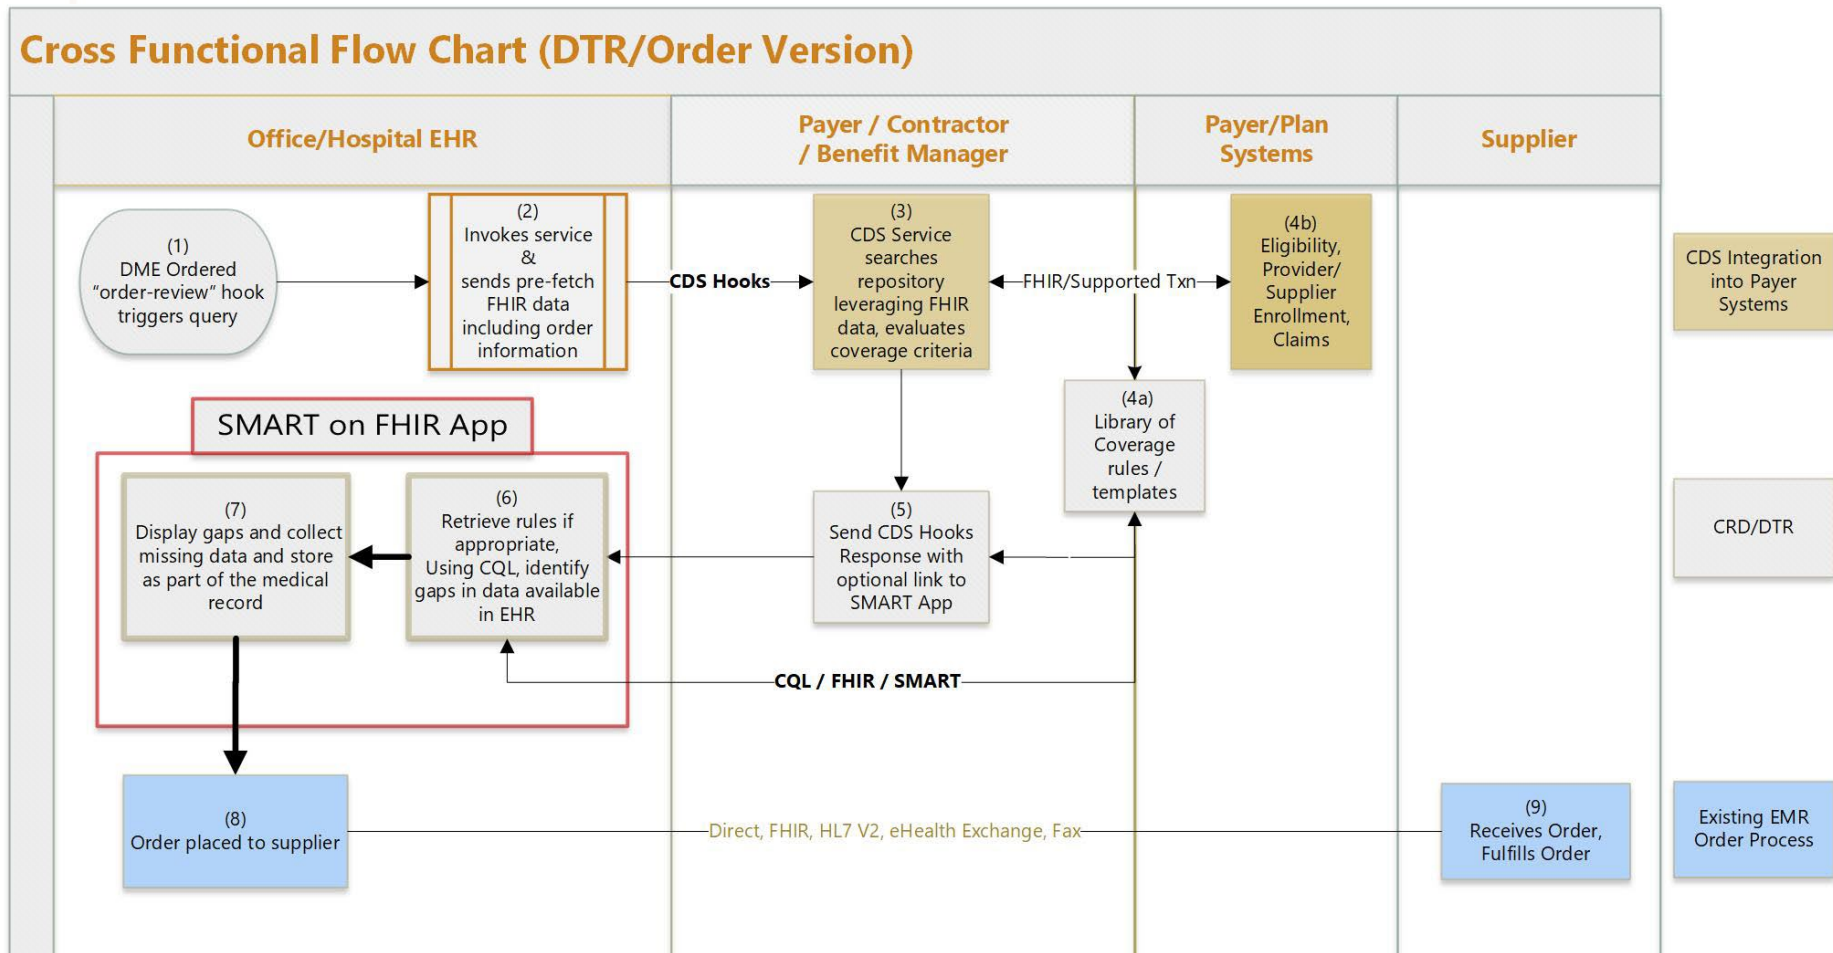 Cross Functional Flow Chart (DTR/Order Version)
Office/Hospital EHR
Payer / Contractor
/ Benefit Manager
Payer/Plan
Systems
Supplier
(1)
DME Ordered
“order-review” hook
triggers query
(2)
Invokes service
&
sends pre-fetch
FHIR data
including order
information
CDS Hooks
(3)
CDS Service
searches
repository
leveraging FHIR
data, evaluates
coverage criteria
FHIR/Supported Txn
(4b)
Eligibility,
Provider/
Supplier
Enrollment,
Claims
CDS Integration
into Payer
Systems
(4a)
Library of
Coverage
rules /
templates
SMART on FHIR App
(7)
Display gaps and collect
missing data and store
as part of the medical
record
(6)
Retrieve rules if
appropriate,
Using CQL, identify
gaps in data available
in EHR
(5)
Send CDS Hooks
Response with
optional link to
SMART App
CRD/DTR
CQL / FHIR / SMART
(8)
Order placed to supplier
Direct, FHIR, HL7 V2, eHealth Exchange, Fax
(9)
Receives Order,
Fulfills Order
Existing EMR
Order Process